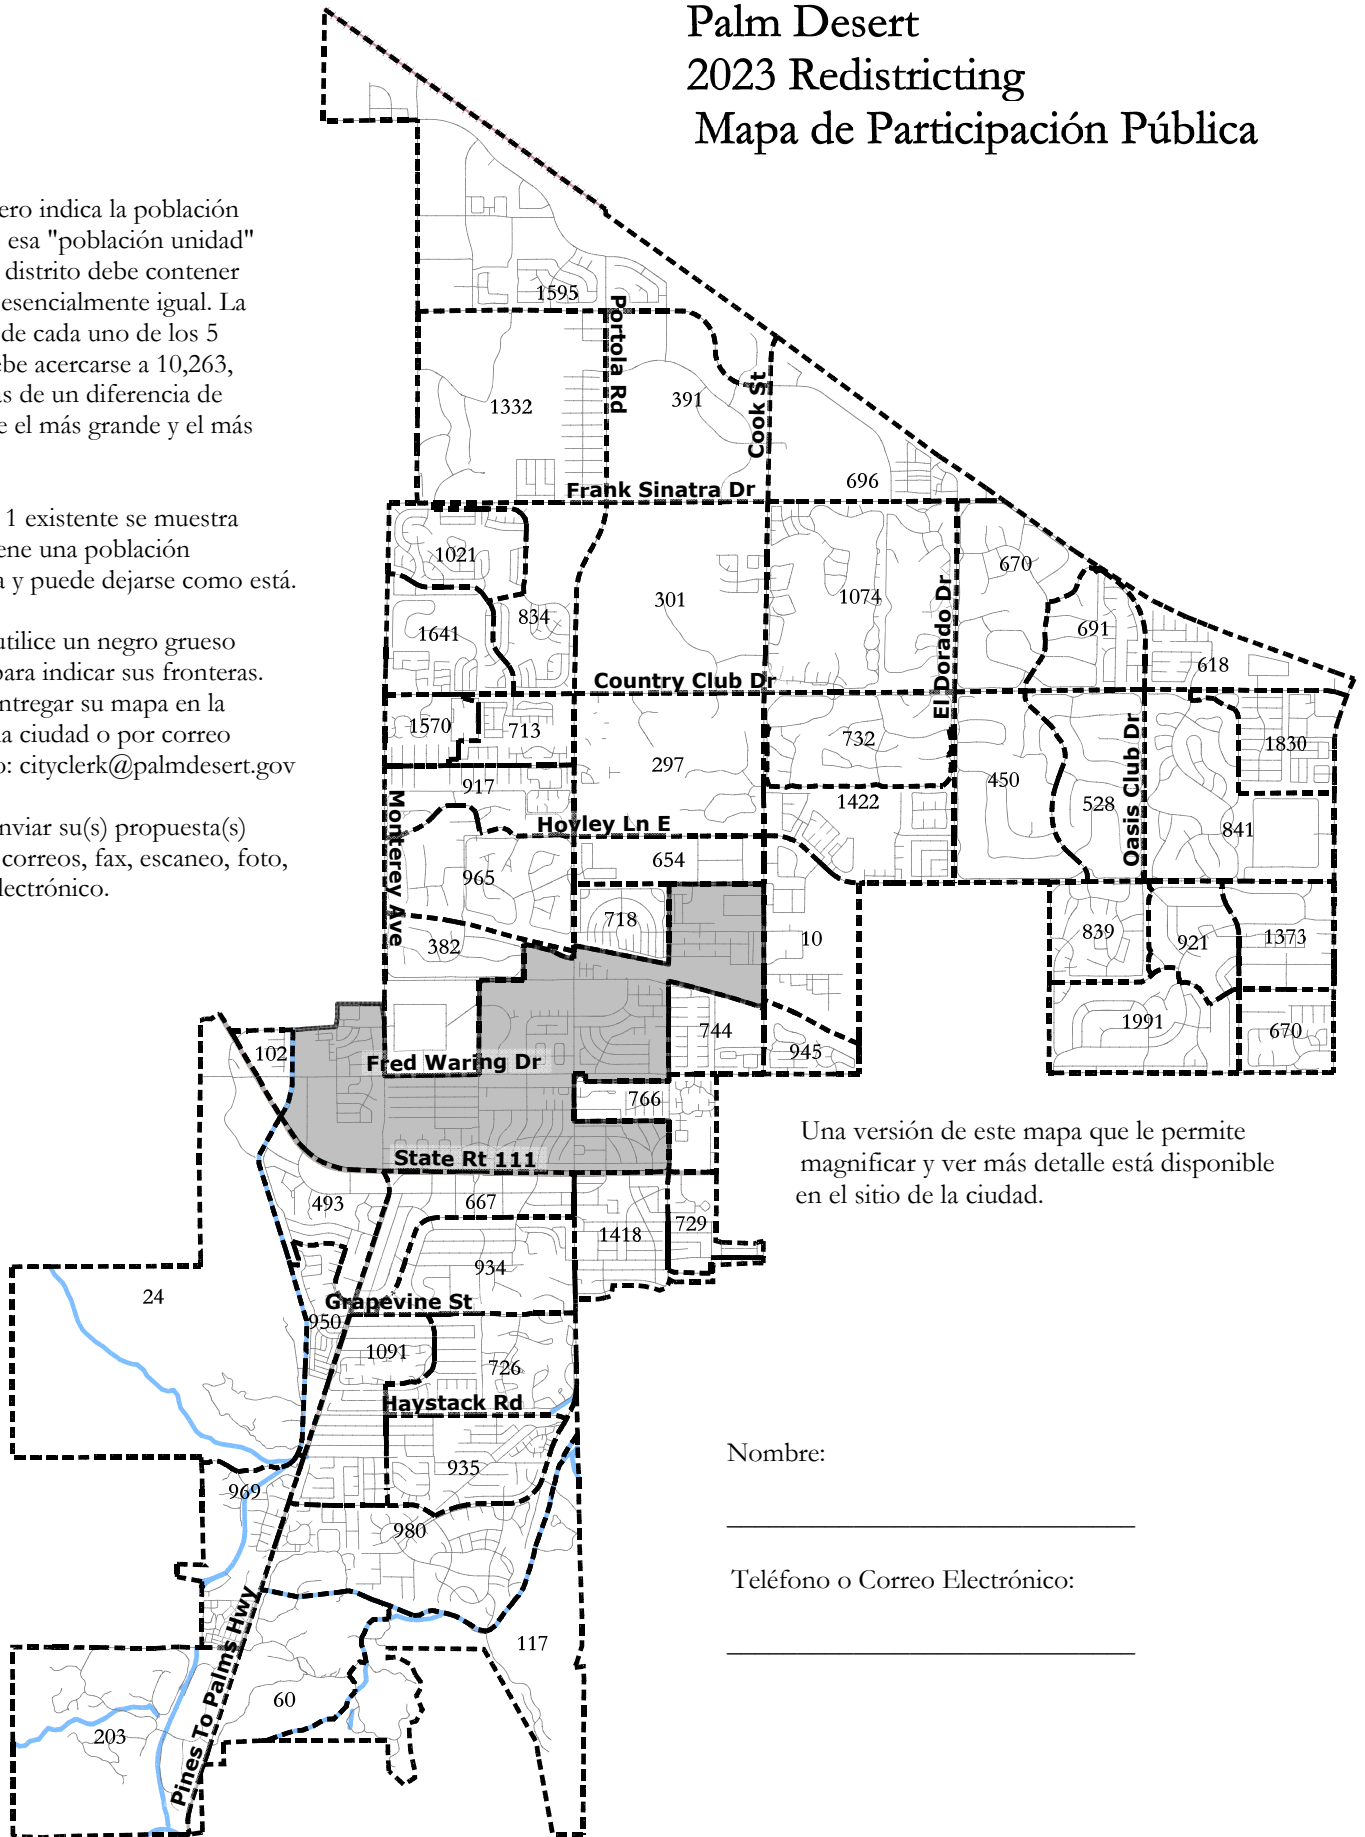 Palm Desert
2023 Redistricting
Mapa de Participación Pública
ero indica la población
esa "población unidad"
distrito debe contener
esencialmente igual. La
de cada uno de los 5
ebe acercarse a 10,263,
ás de un diferencia de
e el más grande y el más
1 existente se muestra
ene una población
a y puede dejarse como está.
utilice un negro grueso
para indicar sus fronteras.
ntregar su mapa en la
la ciudad o por correo
o: cityclerk@palmdesert.gov
nviar su(s) propuesta(s)
correos, fax, escaneo, foto,
lectrónico.
1595
Portola Rd
1332
391
Cook St
696
Frank Sinatra Dr
1021
670
834
301
1074
El Dorado Dr
691
1641
618
Country Club Dr
1570
713
732
1830
297
917
450
1422
528
Oasis Club Dr
841
Monterey Ave
Hovley Ln E
654
965
718
382
10
839
921
1373
744
1991
670
102
Fred Waring Dr
945
766
State Rt 111
493
667
1418
729
934
24
Grapevine St
950
1091
726
Haystack Rd
935
969
980
Pines To Palms Hwy
117
60
203
Una versión de este mapa que le permite
magnificar y ver más detalle está disponible
en el sitio de la ciudad.
Nombre:
Teléfono o Correo Electrónico: